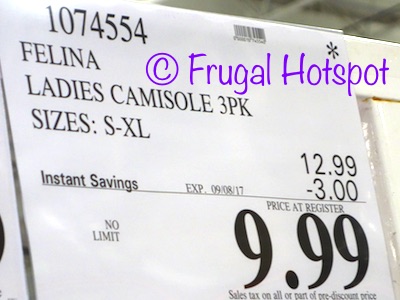 1074554
*
FELINA
© Frugal Hotspot
LADIES CAMISOLE 3PK
SIZES: S-XL
12.99
Instant Savings EXP. 09/08/17 -3.00
PRICE AT REGISTER
NO
LIMIT
9.99
Sales tax on all or part of pre-discount price